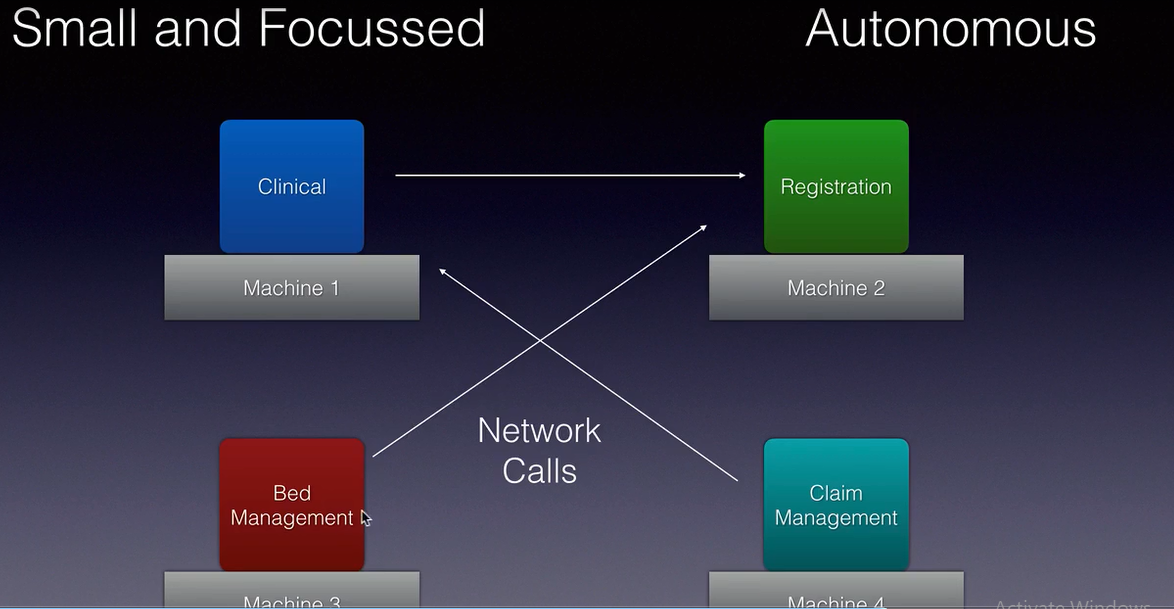 Small and Focussed
Autonomous
Clinical
Registration
Machine 1
Machine 2
Network
Calls
Bed
Management
Claim
Management
Machine 3
Machine 4
Activate Windows